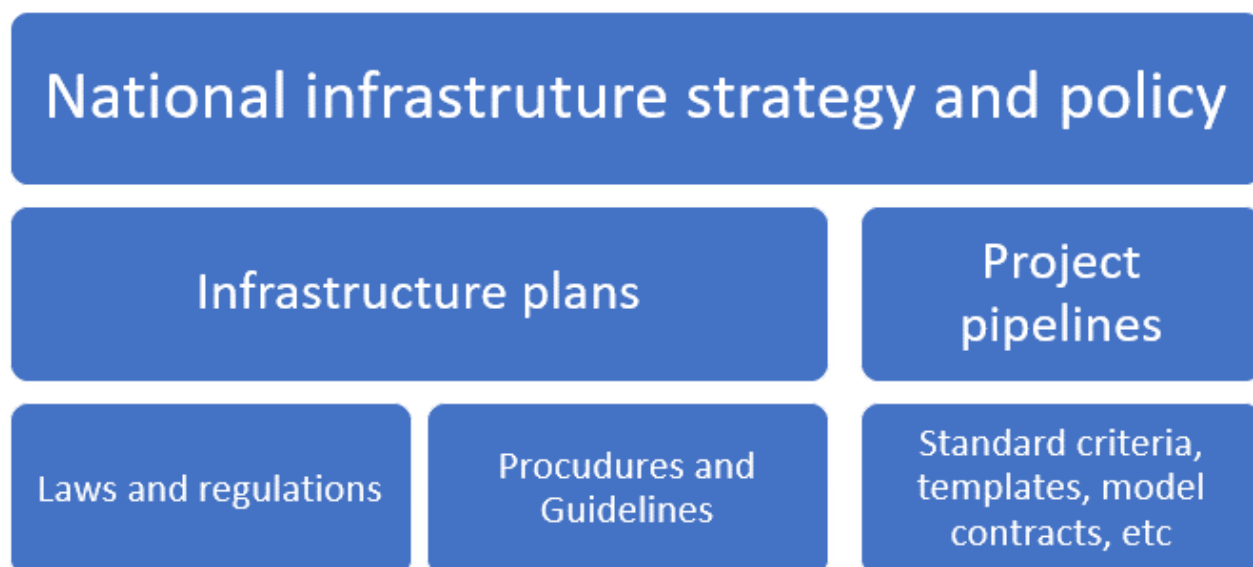 National infrastruture strategy and policy
Infrastructure plans
Project
pipelines
Laws and regulations
Procudures and
Guidelines
Standard criteria,
templates, model
contracts, etc